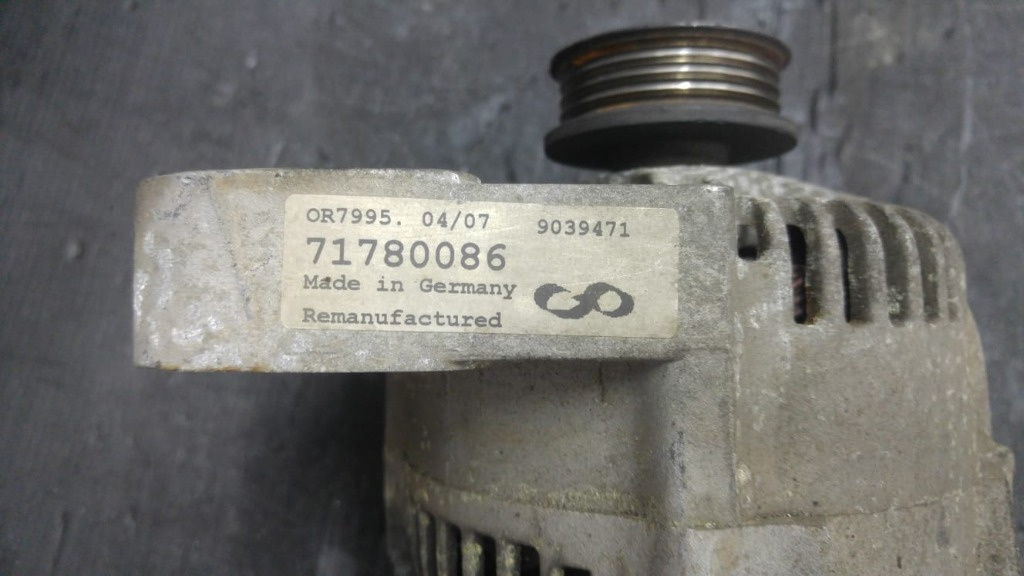 OR7995. 04/07 9039471
71780086
Made in Germany
Remanufactured